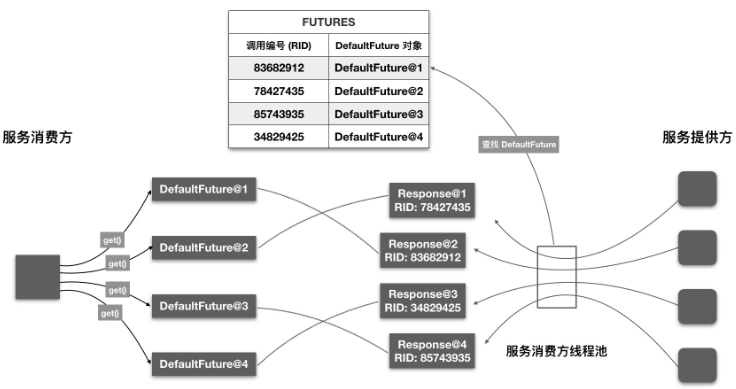 FUTURES
调用编号 (RID) DefaultFuture 对象
83682912 DefaultFuture@1
78427435 DefaultFuture@2
85743935 DefaultFuture@3
34829425 DefaultFuture@4
服务消费方
服务提供方
查找 DefaultFuture
DefaultFuture@1
DefaultFuture@2
DefaultFuture@3
DefaultFuture@4
get()
get()
get()
get()
Response@1
RID: 78427435
Response@2
RID: 83682912
Response@3
RID: 34829425
Response@4
RID: 85743935
服务消费方线程池